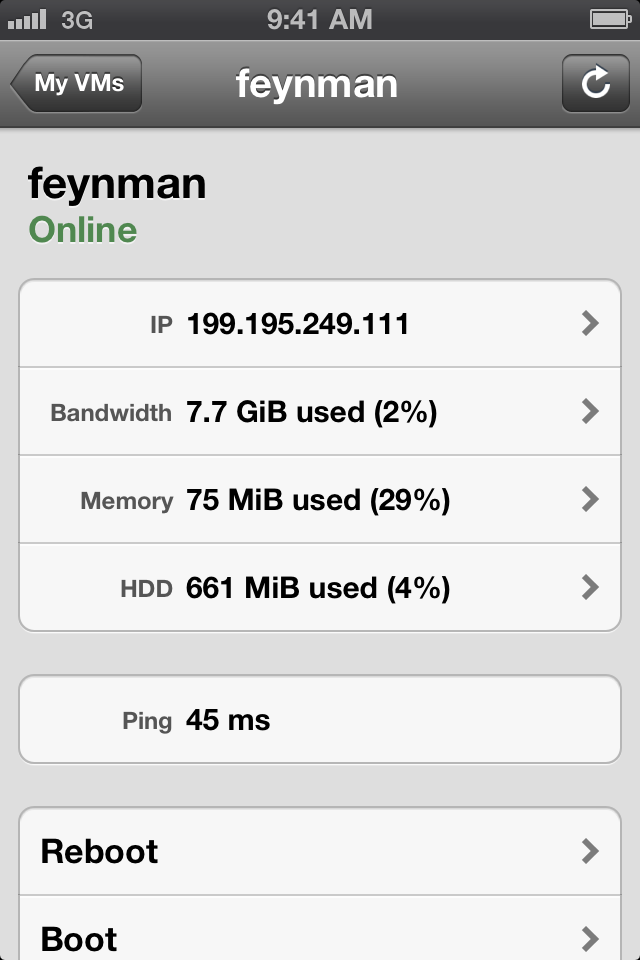 3G 9:41 AM
My VMs feynman
feynman
Online
IP 199.195.249.111
Bandwidth 7.7 GiB used (2%)
Memory 75 MiB used (29%)
HDD 661 MiB used (4%)
Ping 45 ms
Reboot
Boot